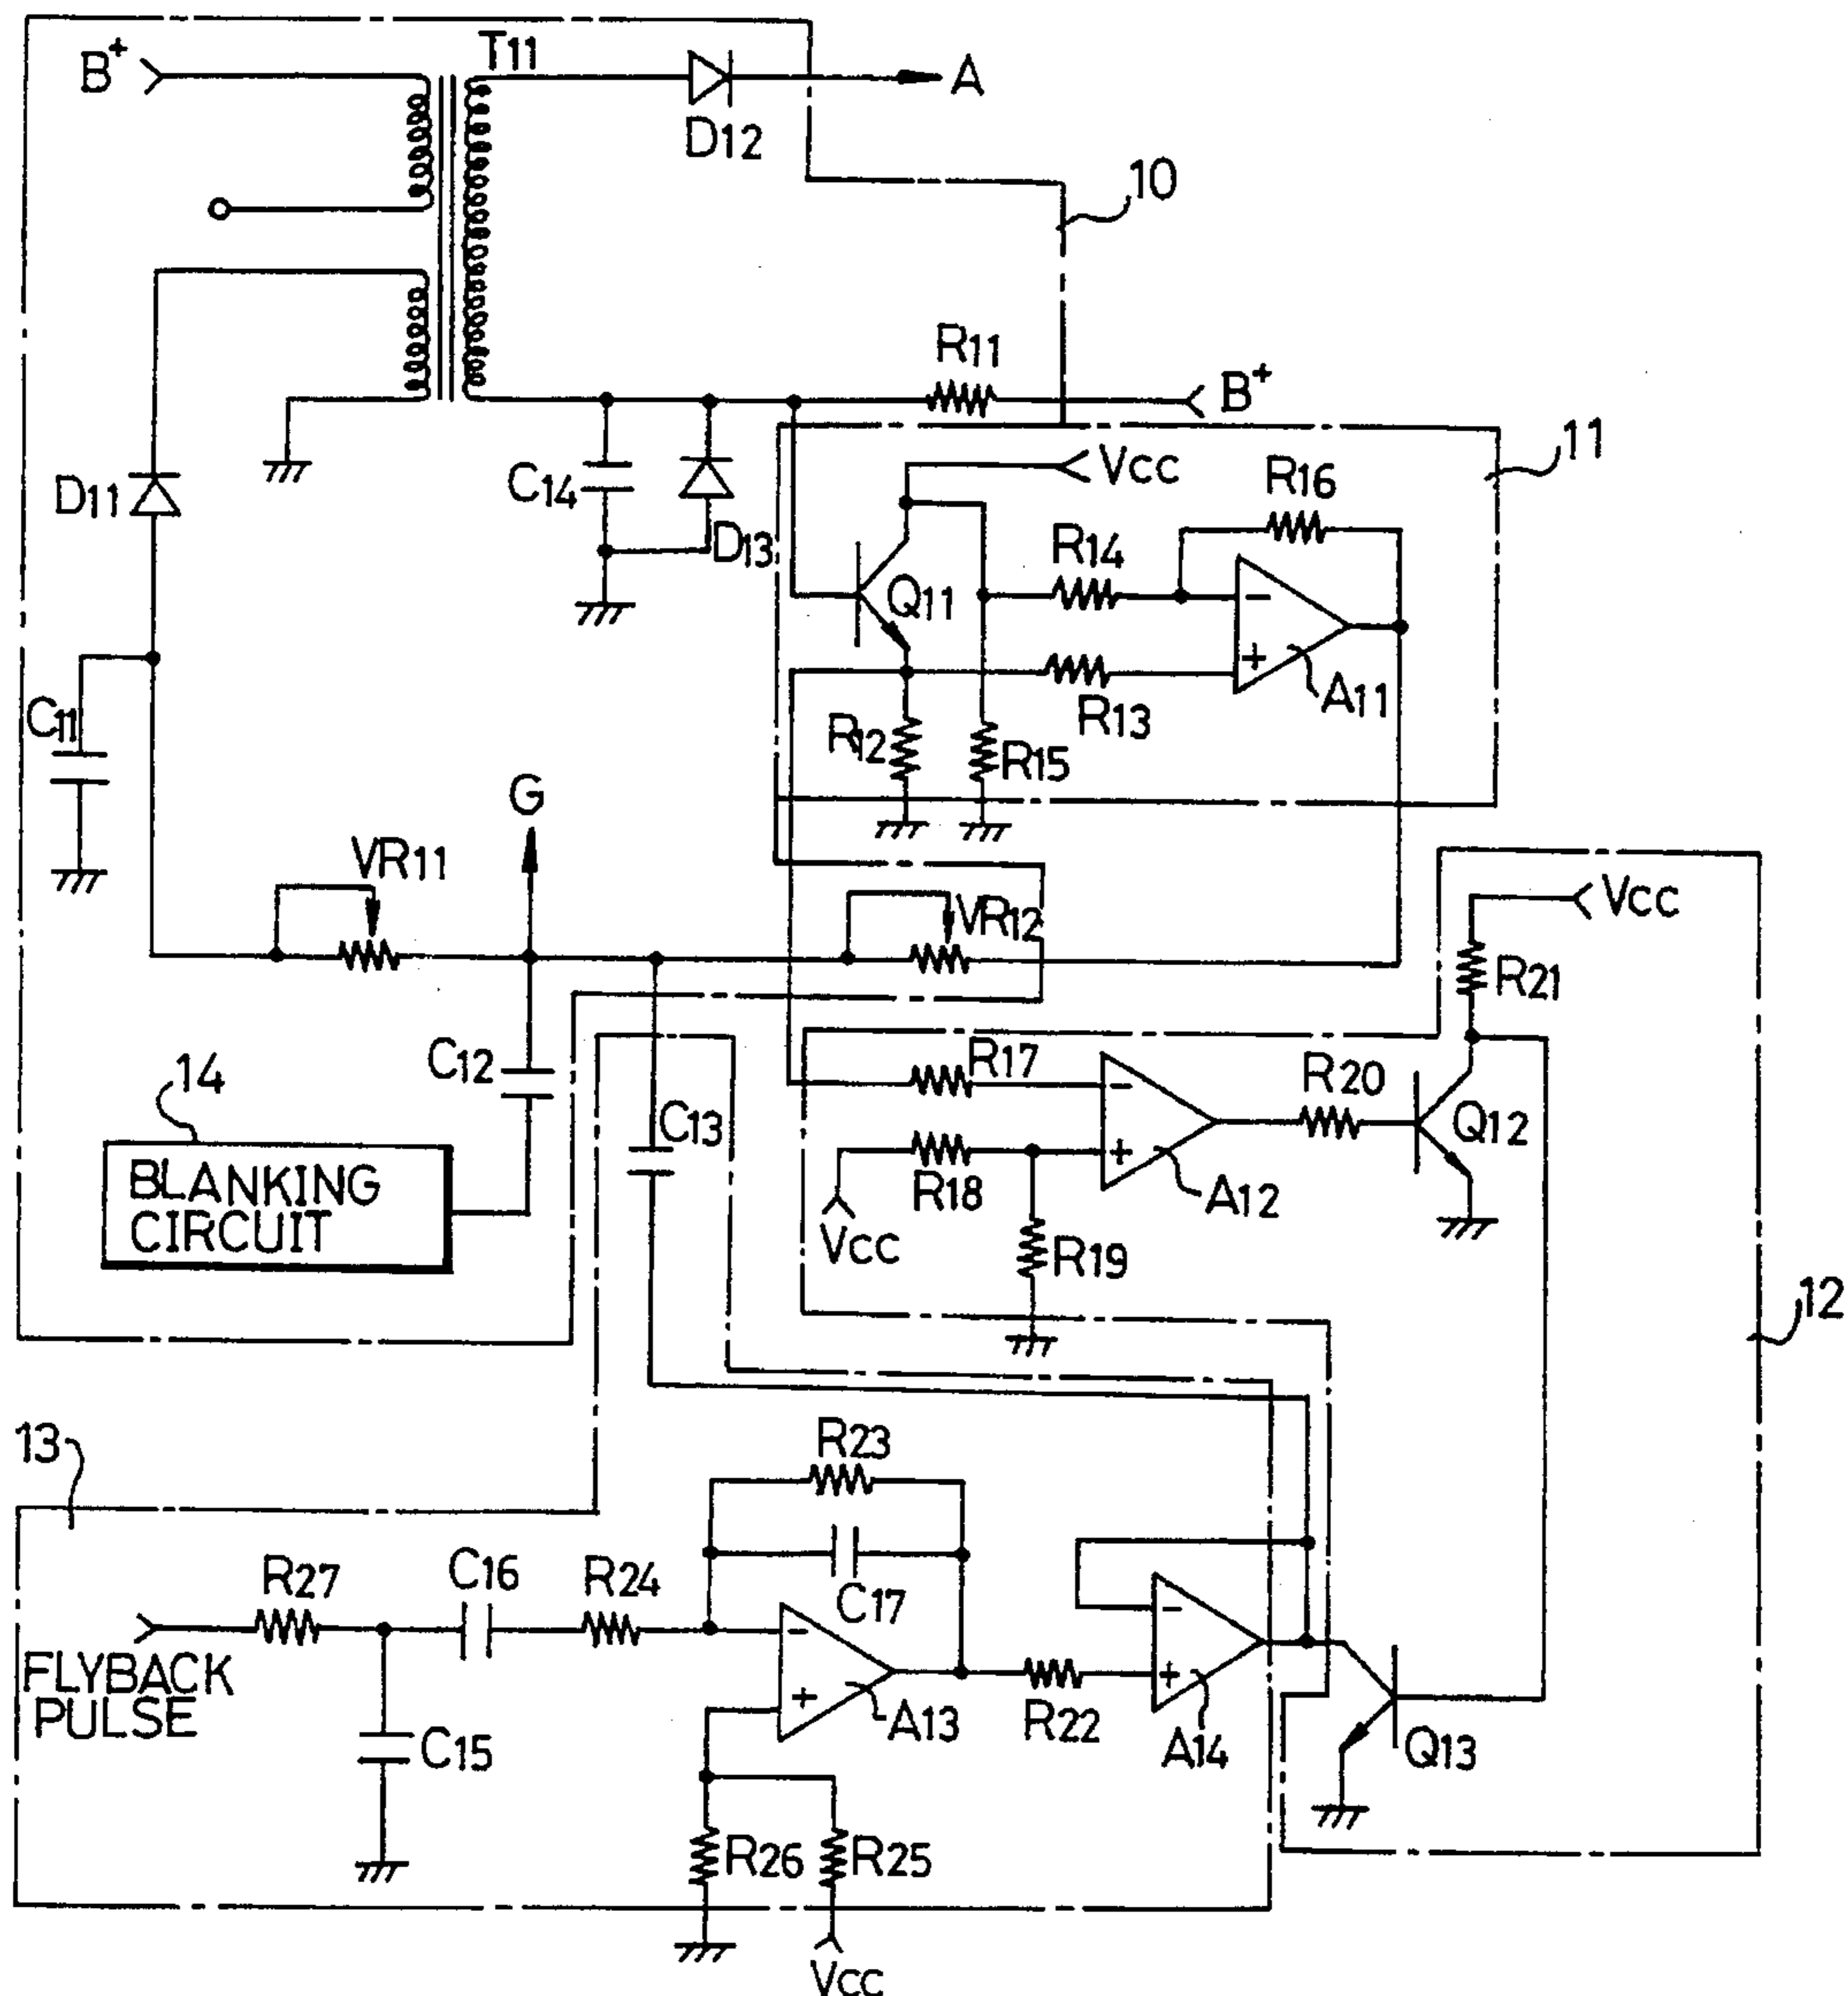 B+
T11
D12
A
10
R11
B+
11
D11
C14
D13
VCC
R16
R14
Q11
A11
R13
R12
R15
C11
G
VR11
VR12
VCC
R21
C12
14
R17
R20
C13
Q12
BLANKING
CIRCUIT
R18
A12
VCC
R19
12
13
R23
R27
C16
R24
C17
FLYBACK
PULSE
A13
R22
A14
Q13
C15
R26
R25
VCC